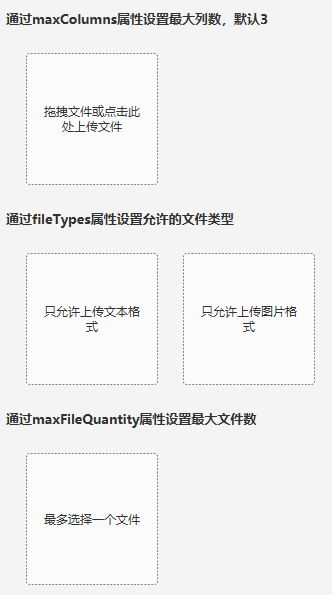 通过maxColumns属性设置最大列数，默认3
拖拽文件或点击此
处上传文件
通过fileTypes属性设置允许的文件类型
只允许上传文本格
式
只允许上传图片格
式
通过maxFileQuantity属性设置最大文件数
最多选择一个文件